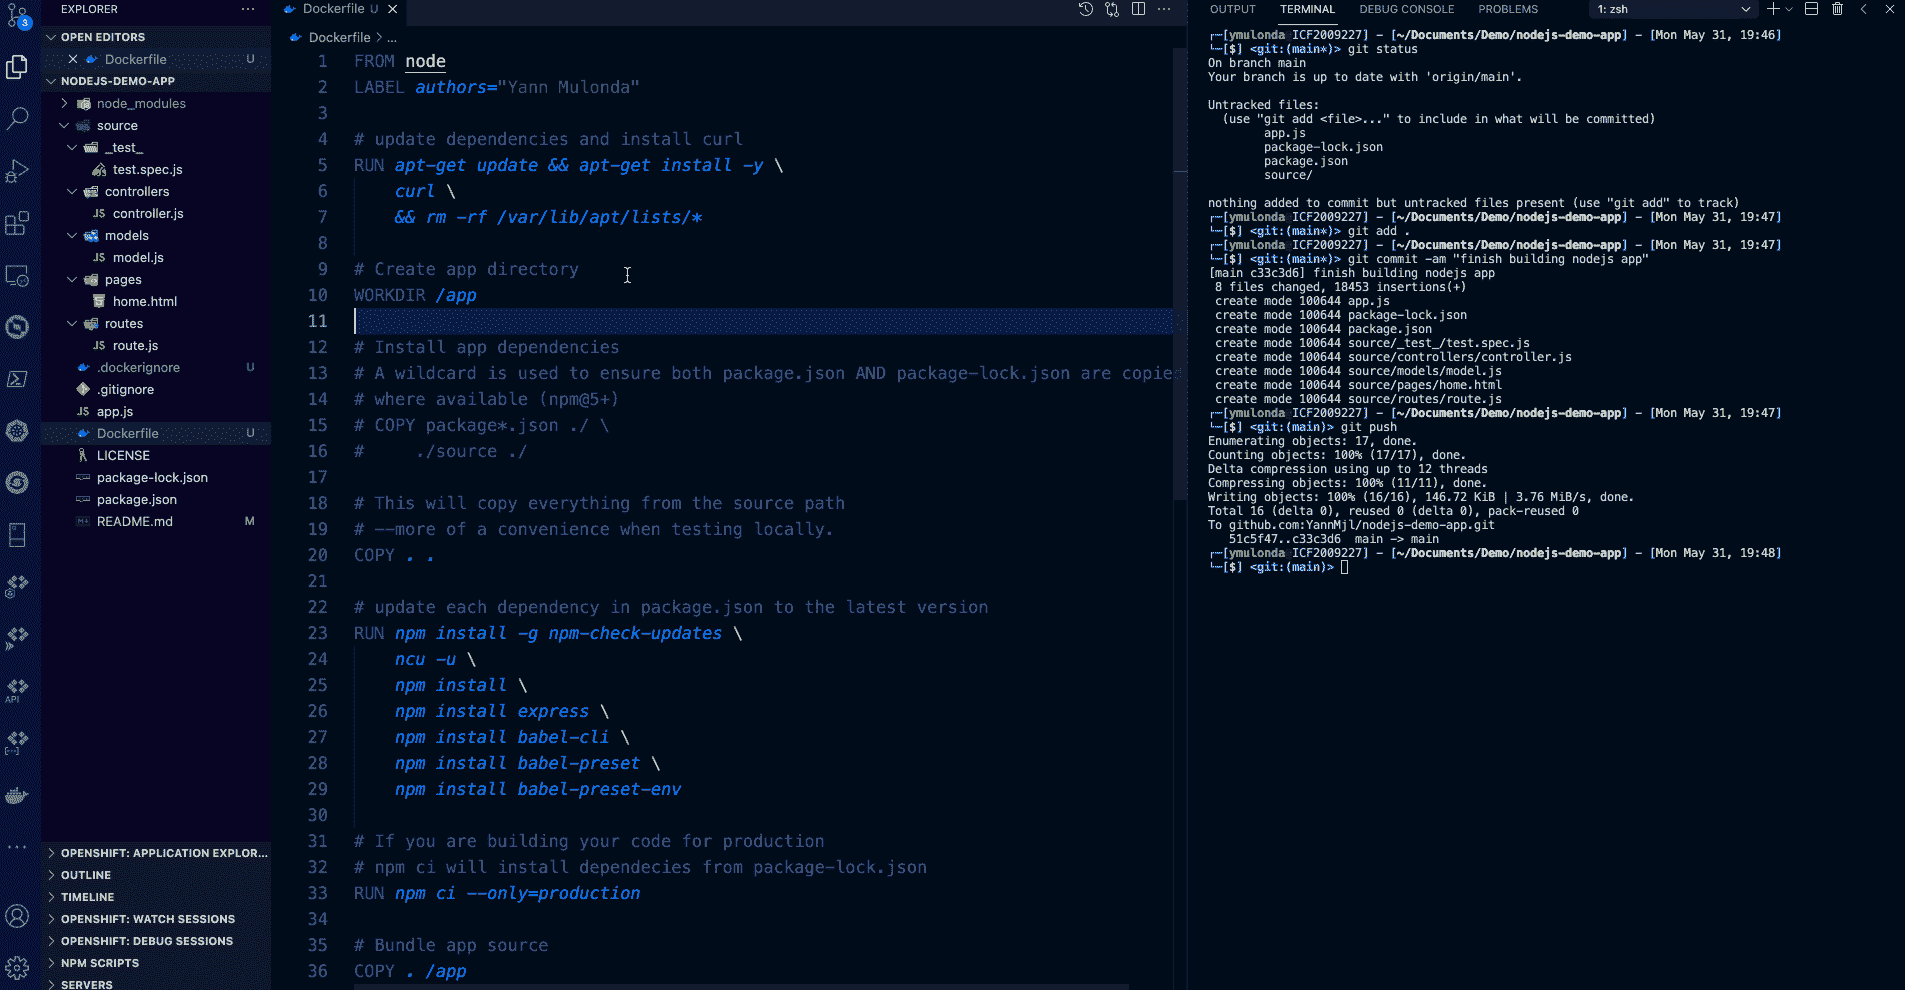 EXPLORER
OPEN EDITORS
Dockerfile U
NODEJS-DEMO-APP
node_modules
source
_test_
test.spec.js
controllers
JS controller.js
models
JS model.js
pages
home.html
routes
JS route.js
.dockerignore U
.gitignore
JS app.js
Dockerfile U
LICENSE
package-lock.json
package.json
README.md M
OPENSHIFT: APPLICATION EXPLOR...
OUTLINE
TIMELINE
OPENSHIFT: WATCH SESSIONS
OPENSHIFT: DEBUG SESSIONS
NPM SCRIPTS
SERVERS
3
API
Dockerfile U
Dockerfile > ...
1 FROM node
2 LABEL authors="Yann Mulonda"
3
4 # update dependencies and install curl
5 RUN apt-get update && apt-get install -y \
6 curl \
7 && rm -rf /var/lib/apt/lists/*
8
9 # Create app directory
10 WORKDIR /app
11
12 # Install app dependencies
13 # A wildcard is used to ensure both package.json AND package-lock.json are copie
14 # where available (npm@5+)
15 # COPY package*.json ./ \
16 # ./source ./
17
18 # This will copy everything from the source path
19 # --more of a convenience when testing locally.
20 COPY . .
21
22 # update each dependency in package.json to the latest version
23 RUN npm install -g npm-check-updates \
24 ncu -u \
25 npm install \
26 npm install express \
27 npm install babel-cli \
28 npm install babel-preset \
29 npm install babel-preset-env
30
31 # If you are building your code for production
32 # npm ci will install dependecies from package-lock.json
33 RUN npm ci --only=production
34
35 # Bundle app source
36 COPY . /app
OUTPUT TERMINAL DEBUG CONSOLE PROBLEMS 1: zsh
[ymulonda ICF2009227] - [~/Documents/Demo/nodejs-demo-app] - [Mon May 31, 19:46]
[$] <git:(main*)> git status
On branch main
Your branch is up to date with 'origin/main'.
Untracked files:
(use "git add <file>..." to include in what will be committed)
app.js
package-lock.json
package.json
source/
nothing added to commit but untracked files present (use "git add" to track)
[ymulonda ICF2009227] - [~/Documents/Demo/nodejs-demo-app] - [Mon May 31, 19:47]
[$] <git:(main*)> git add .
[ymulonda ICF2009227] - [~/Documents/Demo/nodejs-demo-app] - [Mon May 31, 19:47]
[$] <git:(main*)> git commit -am "finish building nodejs app"
[main c33c3d6] finish building nodejs app
8 files changed, 18453 insertions(+)
create mode 100644 app.js
create mode 100644 package-lock.json
create mode 100644 package.json
create mode 100644 source/_test_/test.spec.js
create mode 100644 source/controllers/controller.js
create mode 100644 source/models/model.js
create mode 100644 source/pages/home.html
create mode 100644 source/routes/route.js
[ymulonda ICF2009227] - [~/Documents/Demo/nodejs-demo-app] - [Mon May 31, 19:47]
[$] <git:(main)> git push
Enumerating objects: 17, done.
Counting objects: 100% (17/17), done.
Delta compression using up to 12 threads
Compressing objects: 100% (11/11), done.
Writing objects: 100% (16/16), 146.72 KiB | 3.76 MiB/s, done.
Total 16 (delta 0), reused 0 (delta 0), pack-reused 0
To github.com:YannMjl/nodejs-demo-app.git
51c5f47..c33c3d6 main -> main
[ymulonda ICF2009227] - [~/Documents/Demo/nodejs-demo-app] - [Mon May 31, 19:48]
[$] <git:(main)>